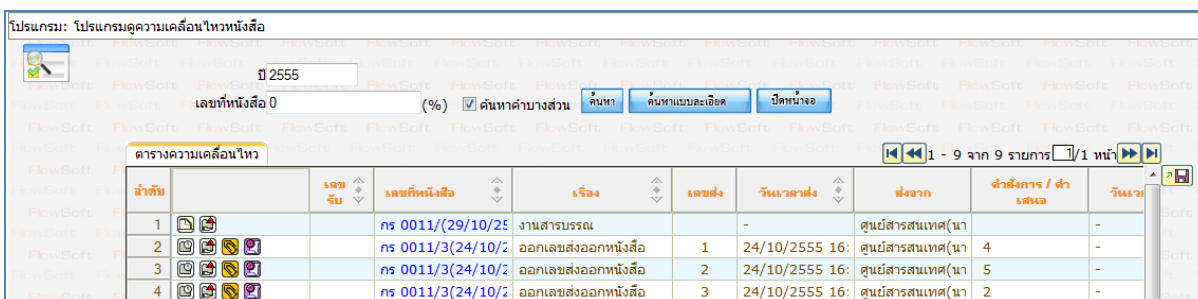 โปรแกรม: โปรแกรมดูความเคลื่อนไหวหนังสือ
ปี 2555
เลขที่หนังสือ 0 (%) ค้นหาคำบางส่วน ค้นหา ค้นหาแบบละเอียด ปิดหน้าจอ
ตารางความเคลื่อนไหว 1 - 9 จาก 9 รายการ 1/1 หน้า
ลำดับ เลขรับ เลขที่หนังสือ เรื่อง เลขส่ง วันเวลาส่ง ส่งจาก คำสั่งการ / คำเสนอ วันเวล
1 กร 0011/(29/10/25 งานสารบรรณ - ศูนย์สารสนเทศ(นา -
2 กร 0011/3(24/10/2 ออกเลขส่งออกหนังสือ 1 24/10/2555 16: ศูนย์สารสนเทศ(นา 4 -
3 กร 0011/3(24/10/2 ออกเลขส่งออกหนังสือ 2 24/10/2555 16: ศูนย์สารสนเทศ(นา 5 -
4 กร 0011/3(24/10/2 ออกเลขส่งออกหนังสือ 3 24/10/2555 16: ศูนย์สารสนเทศ(นา 2 -